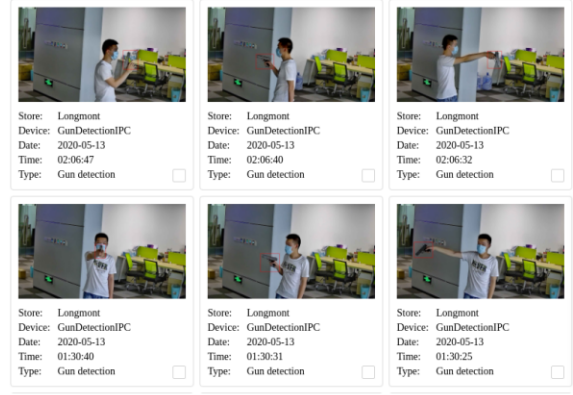 Store: Longmont
Device: GunDetectionIPC
Date: 2020-05-13
Time: 02:06:47
Type: Gun detection
Store: Longmont
Device: GunDetectionIPC
Date: 2020-05-13
Time: 02:06:40
Type: Gun detection
Store: Longmont
Device: GunDetectionIPC
Date: 2020-05-13
Time: 02:06:32
Type: Gun detection
Store: Longmont
Device: GunDetectionIPC
Date: 2020-05-13
Time: 01:30:40
Type: Gun detection
Store: Longmont
Device: GunDetectionIPC
Date: 2020-05-13
Time: 01:30:31
Type: Gun detection
Store: Longmont
Device: GunDetectionIPC
Date: 2020-05-13
Time: 01:30:25
Type: Gun detection